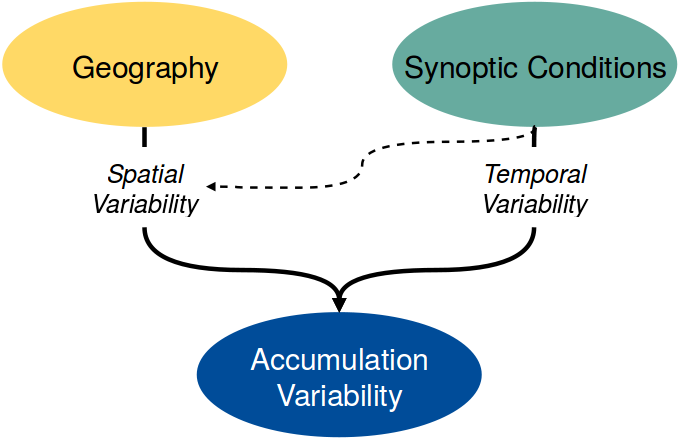 Geography
Synoptic Conditions
Spatial
Variability
Temporal
Variability
Accumulation
Variability